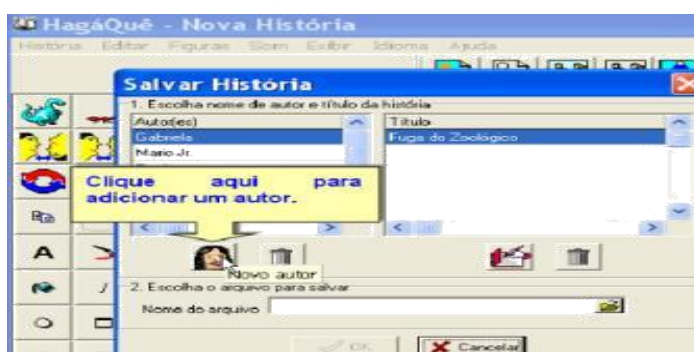 HagáQuê - Nova História
História Editar Figuras Som Exibir Idioma Ajuda
Salvar História
1. Escolha nome de autor e título da história
Autor(es) Título
Gabriela Fuga do Zoológico
Mario Jr.
Clique aqui para
adicionar um autor.
A
Novo autor
2. Escolha o arquivo para salvar
Nome do arquivo
OK Cancelar